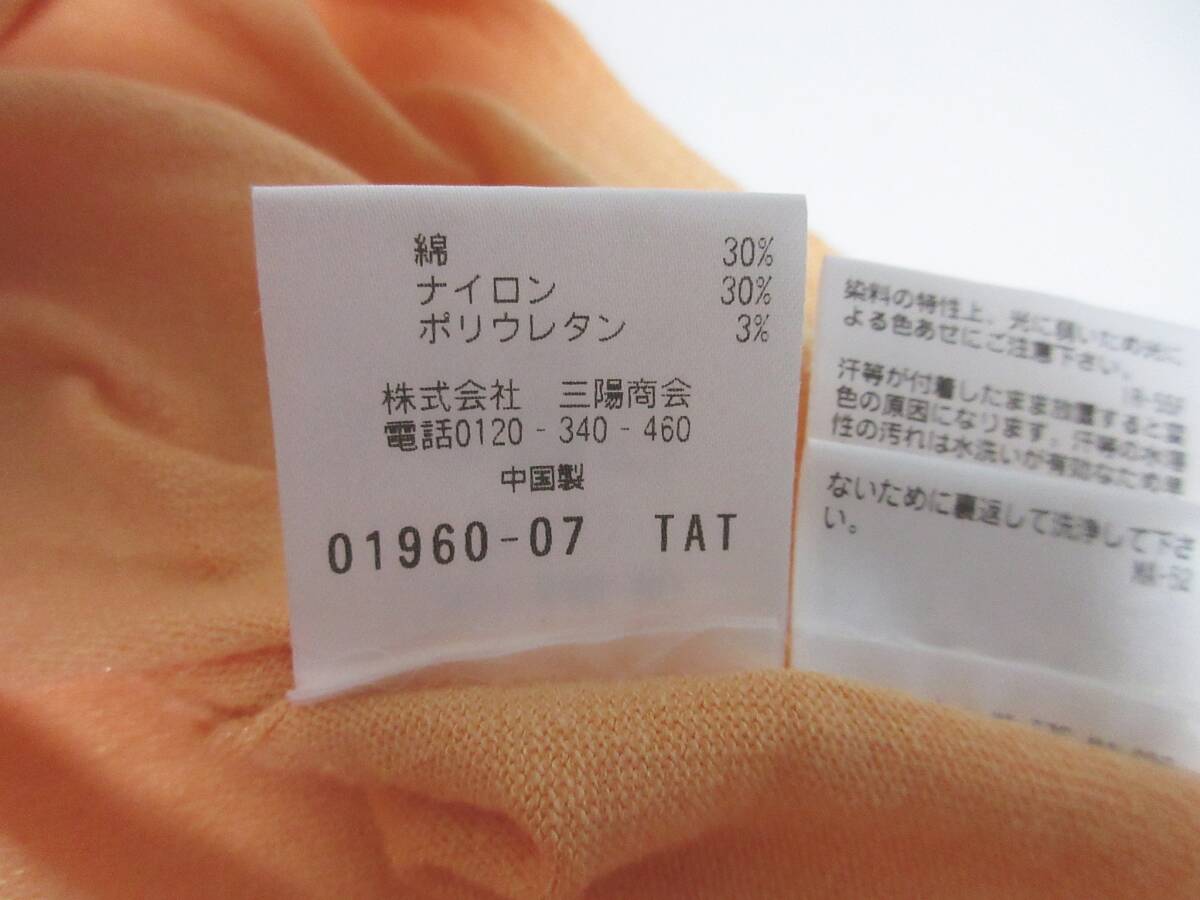 綿 30%
ナイロン 30%
ポリウレタン 3%
株式会社 三陽商会
電話0120-340-460
中国製
01960-07 TAT
染料の特性上、光に弱いため光に
よる色あせにご注意下さい。
汗等が付着したまま放置すると変
色の原因になります。汗等の水溶
性の汚れは水洗いが有効なため
ないために裏返して洗浄して下さ
い。